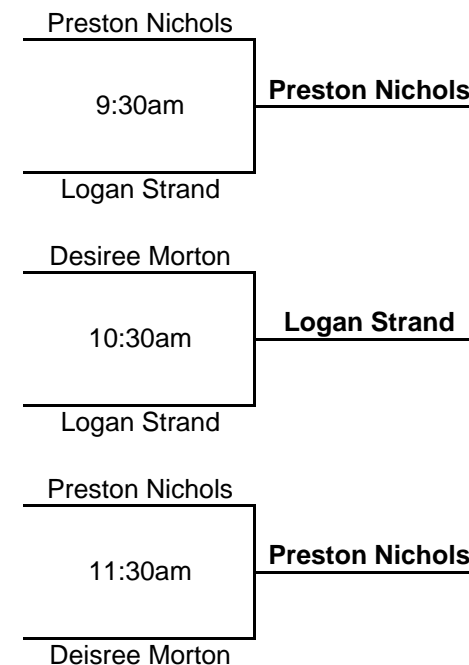 Preston Nichols
Preston Nichols
9:30am
Logan Strand
Desiree Morton
Logan Strand
10:30am
Logan Strand
Preston Nichols
Preston Nichols
11:30am
Deisree Morton